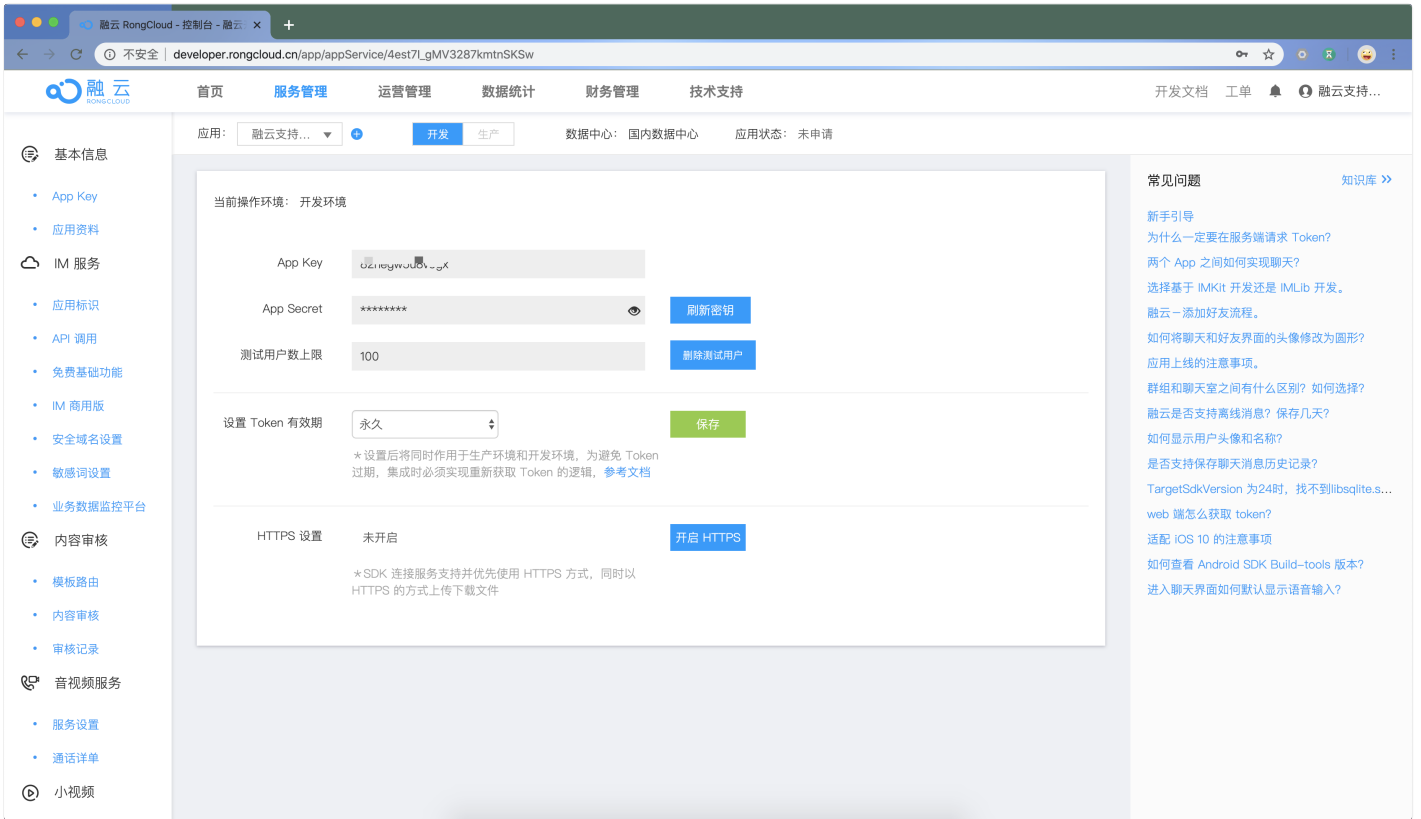 融云 RongCloud - 控制台 - 融云
不安全 developer.rongcloud.cn/app/appService/4est7l_gMV3287kmtnSKSw
融云 RONGCLOUD 首页 服务管理 运营管理 数据统计 财务管理 技术支持 开发文档 工单 融云支持...
应用： 融云支持... 开发 生产 数据中心： 国内数据中心 应用状态： 未申请
基本信息
App Key
应用资料
IM 服务
应用标识
API 调用
免费基础功能
IM 商用版
安全域名设置
敏感词设置
业务数据监控平台
内容审核
模板路由
内容审核
审核记录
音视频服务
服务设置
通话详单
小视频
当前操作环境： 开发环境
App Key
App Secret ******** 刷新密钥
测试用户数上限 100 删除测试用户
设置 Token 有效期 永久 保存
＊设置后将同时作用于生产环境和开发环境，为避免 Token
过期，集成时必须实现重新获取 Token 的逻辑，参考文档
HTTPS 设置 未开启 开启 HTTPS
＊SDK 连接服务支持并优先使用 HTTPS 方式，同时以
HTTPS 的方式上传下载文件
常见问题 知识库
新手引导
为什么一定要在服务端请求 Token?
两个 App 之间如何实现聊天?
选择基于 IMKit 开发还是 IMLib 开发。
融云－添加好友流程。
如何将聊天和好友界面的头像修改为圆形?
应用上线的注意事项。
群组和聊天室之间有什么区别? 如何选择?
融云是否支持离线消息? 保存几天?
如何显示用户头像和名称?
是否支持保存聊天消息历史记录?
TargetSdkVersion 为24时，找不到libsqlite.s...
web 端怎么获取 token?
适配 iOS 10 的注意事项
如何查看 Android SDK Build-tools 版本?
进入聊天界面如何默认显示语音输入?